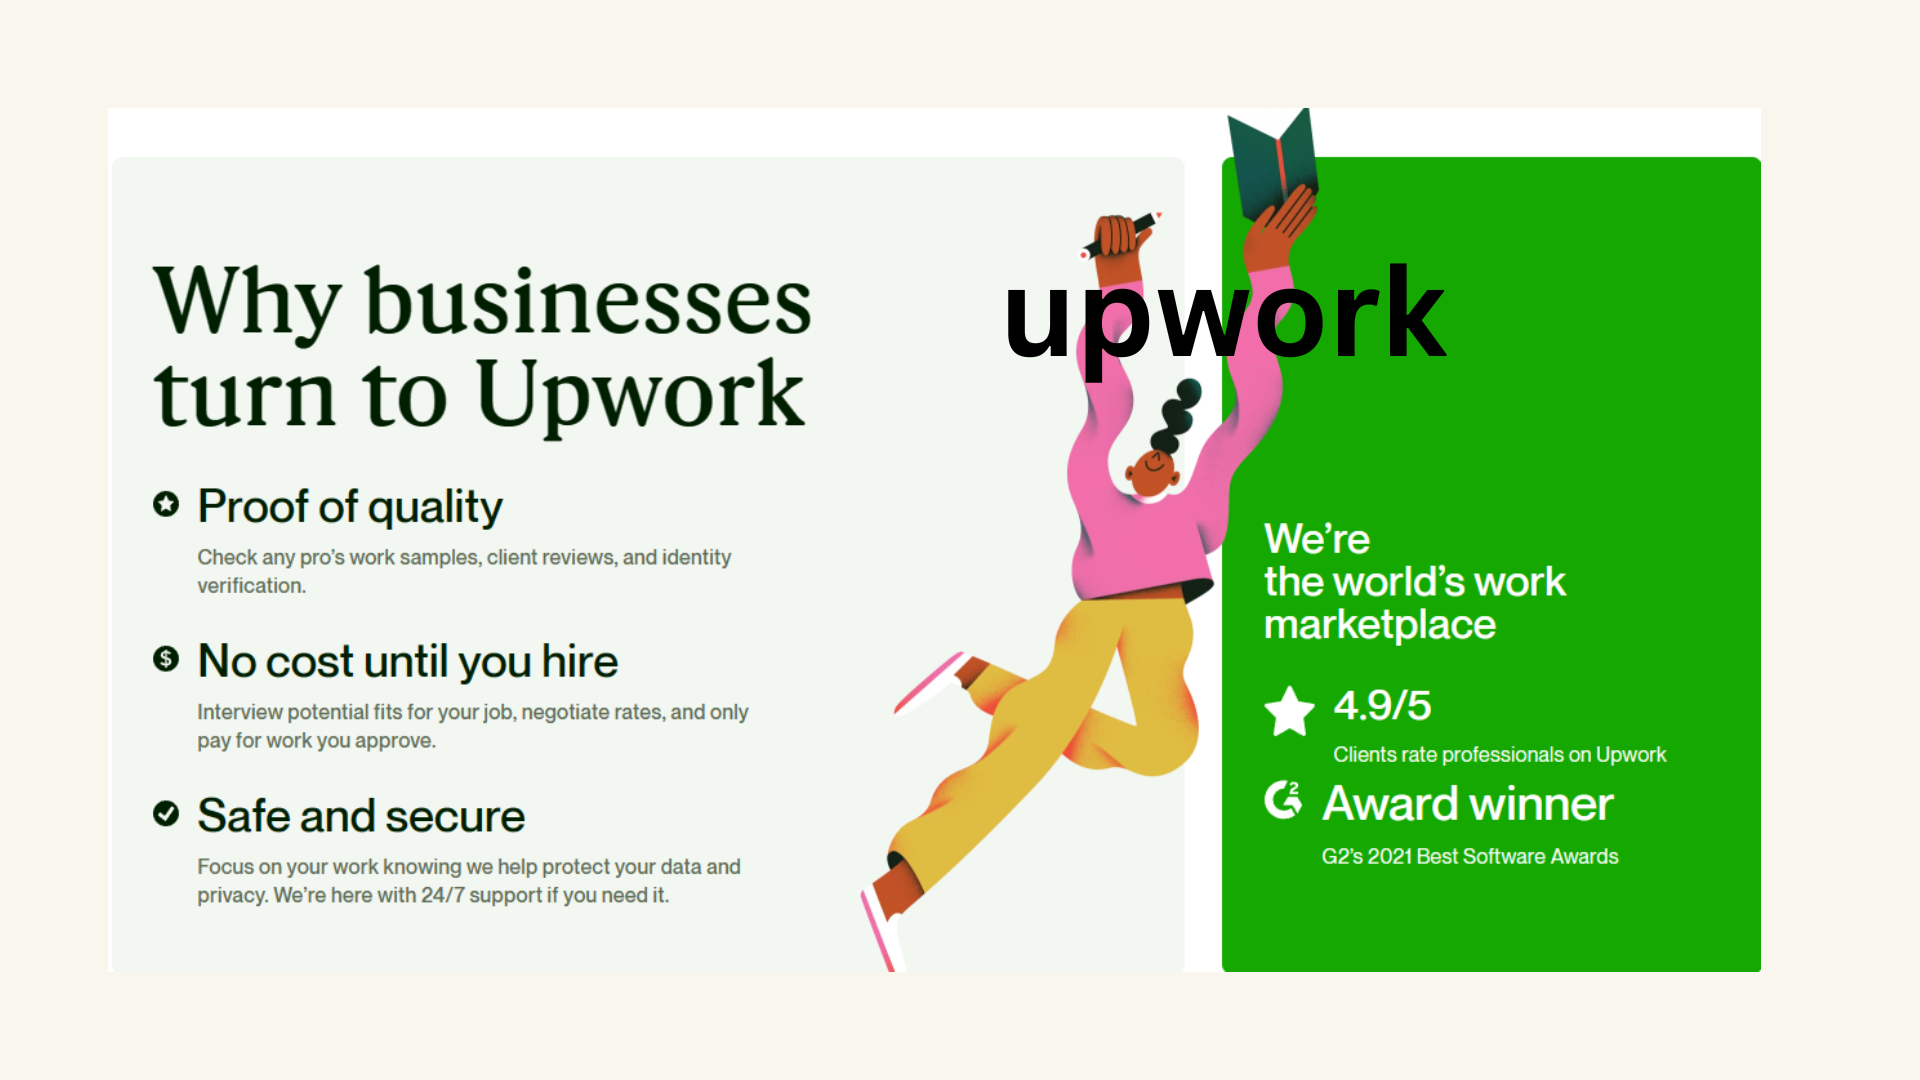 Why businesses
turn to Upwork
Proof of quality
Check any pro’s work samples, client reviews, and identity
verification.
No cost until you hire
Interview potential fits for your job, negotiate rates, and only
pay for work you approve.
Safe and secure
Focus on your work knowing we help protect your data and
privacy. We’re here with 24/7 support if you need it.
upwork
We’re
the world’s work
marketplace
4.9/5
Clients rate professionals on Upwork
G2 Award winner
G2’s 2021 Best Software Awards